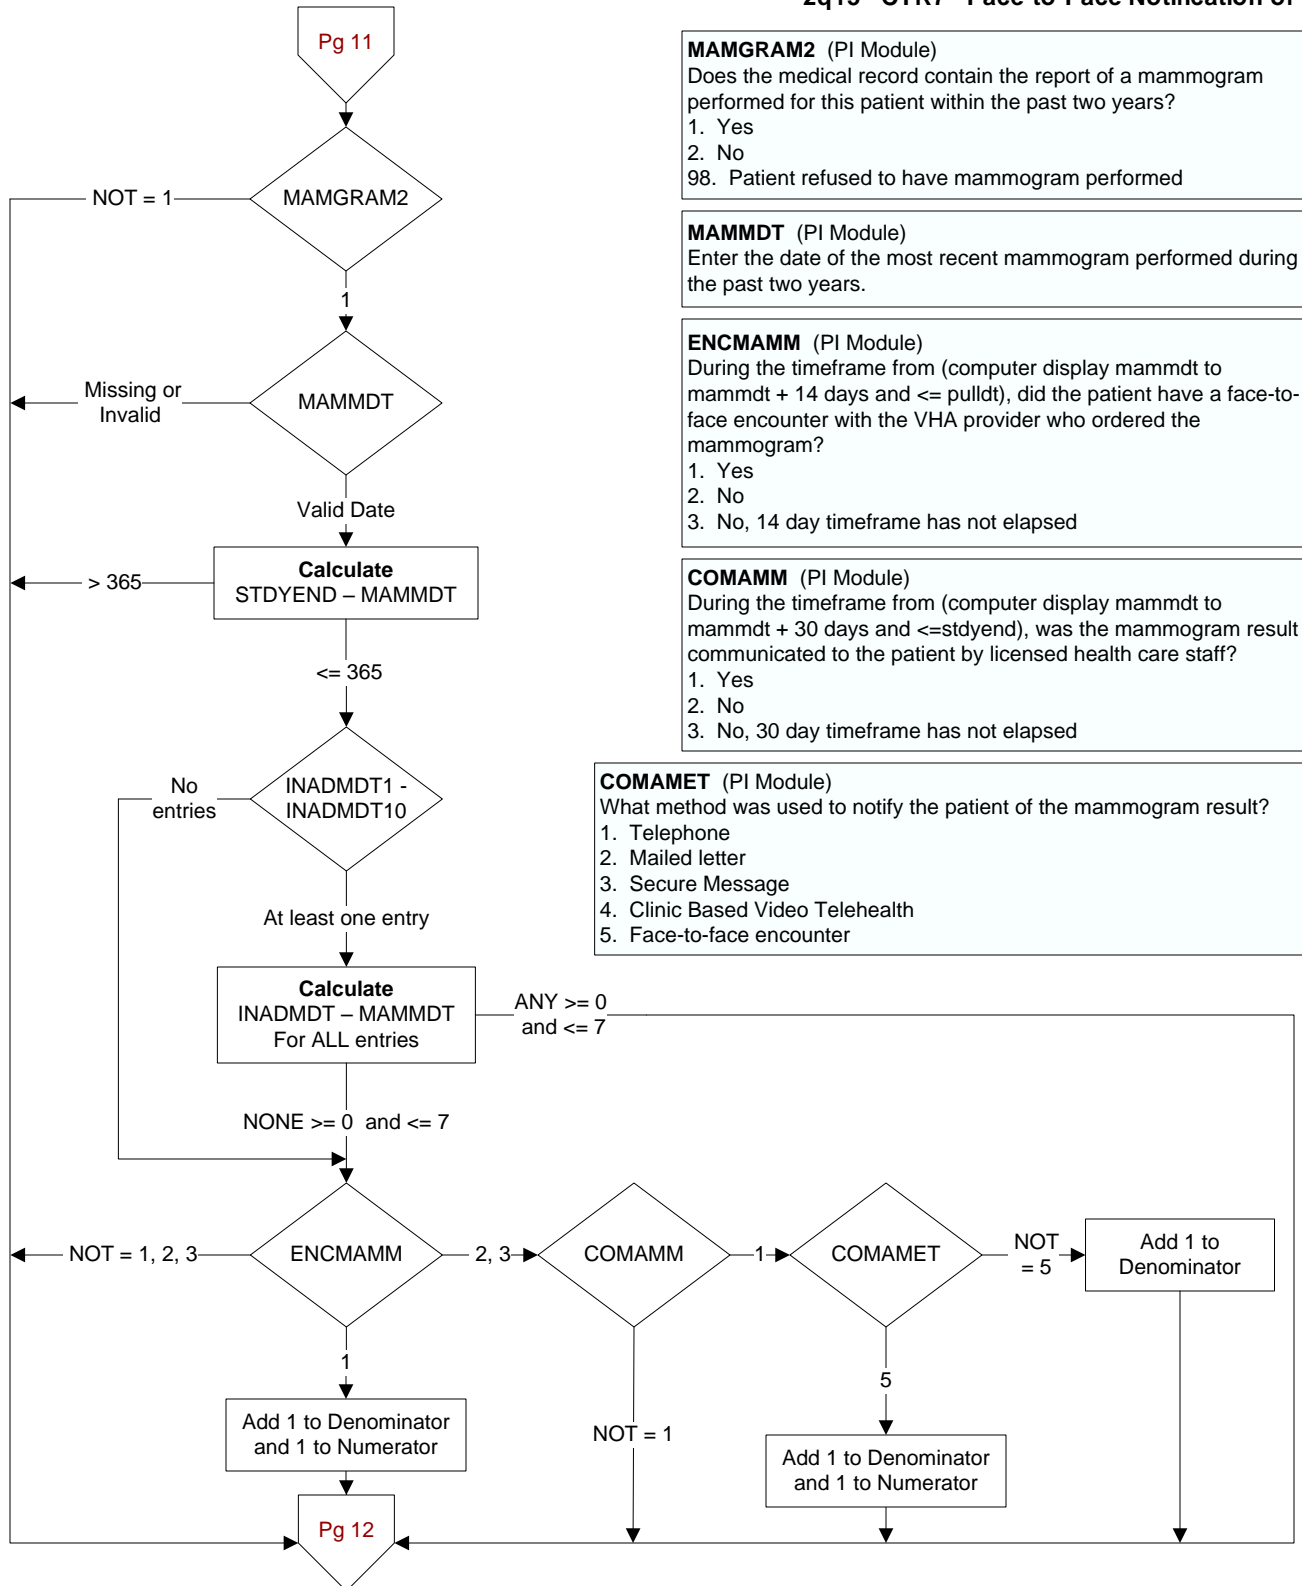 2q15 CTR7 Face-to-Face Notification of
Pg 11
MAMGRAM2 (PI Module)
Does the medical record contain the report of a mammogram
performed for this patient within the past two years?
1. Yes
2. No
98. Patient refused to have mammogram performed
NOT = 1
MAMGRAM2
1
MAMMDT (PI Module)
Enter the date of the most recent mammogram performed during
the past two years.
Missing or
Invalid
MAMMDT
Valid Date
ENCMAMM (PI Module)
During the timeframe from (computer display mammdt to
mammdt + 14 days and <= pulldt), did the patient have a face-to-
face encounter with the VHA provider who ordered the
mammogram?
1. Yes
2. No
3. No, 14 day timeframe has not elapsed
> 365
Calculate
STDYEND – MAMMDT
<= 365
COMAMM (PI Module)
During the timeframe from (computer display mammdt to
mammdt + 30 days and <=stdyend), was the mammogram result
communicated to the patient by licensed health care staff?
1. Yes
2. No
3. No, 30 day timeframe has not elapsed
No
entries
INADMDT1 -
INADMDT10
At least one entry
COMAMET (PI Module)
What method was used to notify the patient of the mammogram result?
1. Telephone
2. Mailed letter
3. Secure Message
4. Clinic Based Video Telehealth
5. Face-to-face encounter
Calculate
INADMDT – MAMMDT
For ALL entries
ANY >= 0
and <= 7
NONE >= 0 and <= 7
NOT = 1, 2, 3
ENCMAMM
2, 3
COMAMM
1
COMAMET
NOT
= 5
Add 1 to
Denominator
1
5
NOT = 1
Add 1 to Denominator
and 1 to Numerator
Add 1 to Denominator
and 1 to Numerator
Pg 12